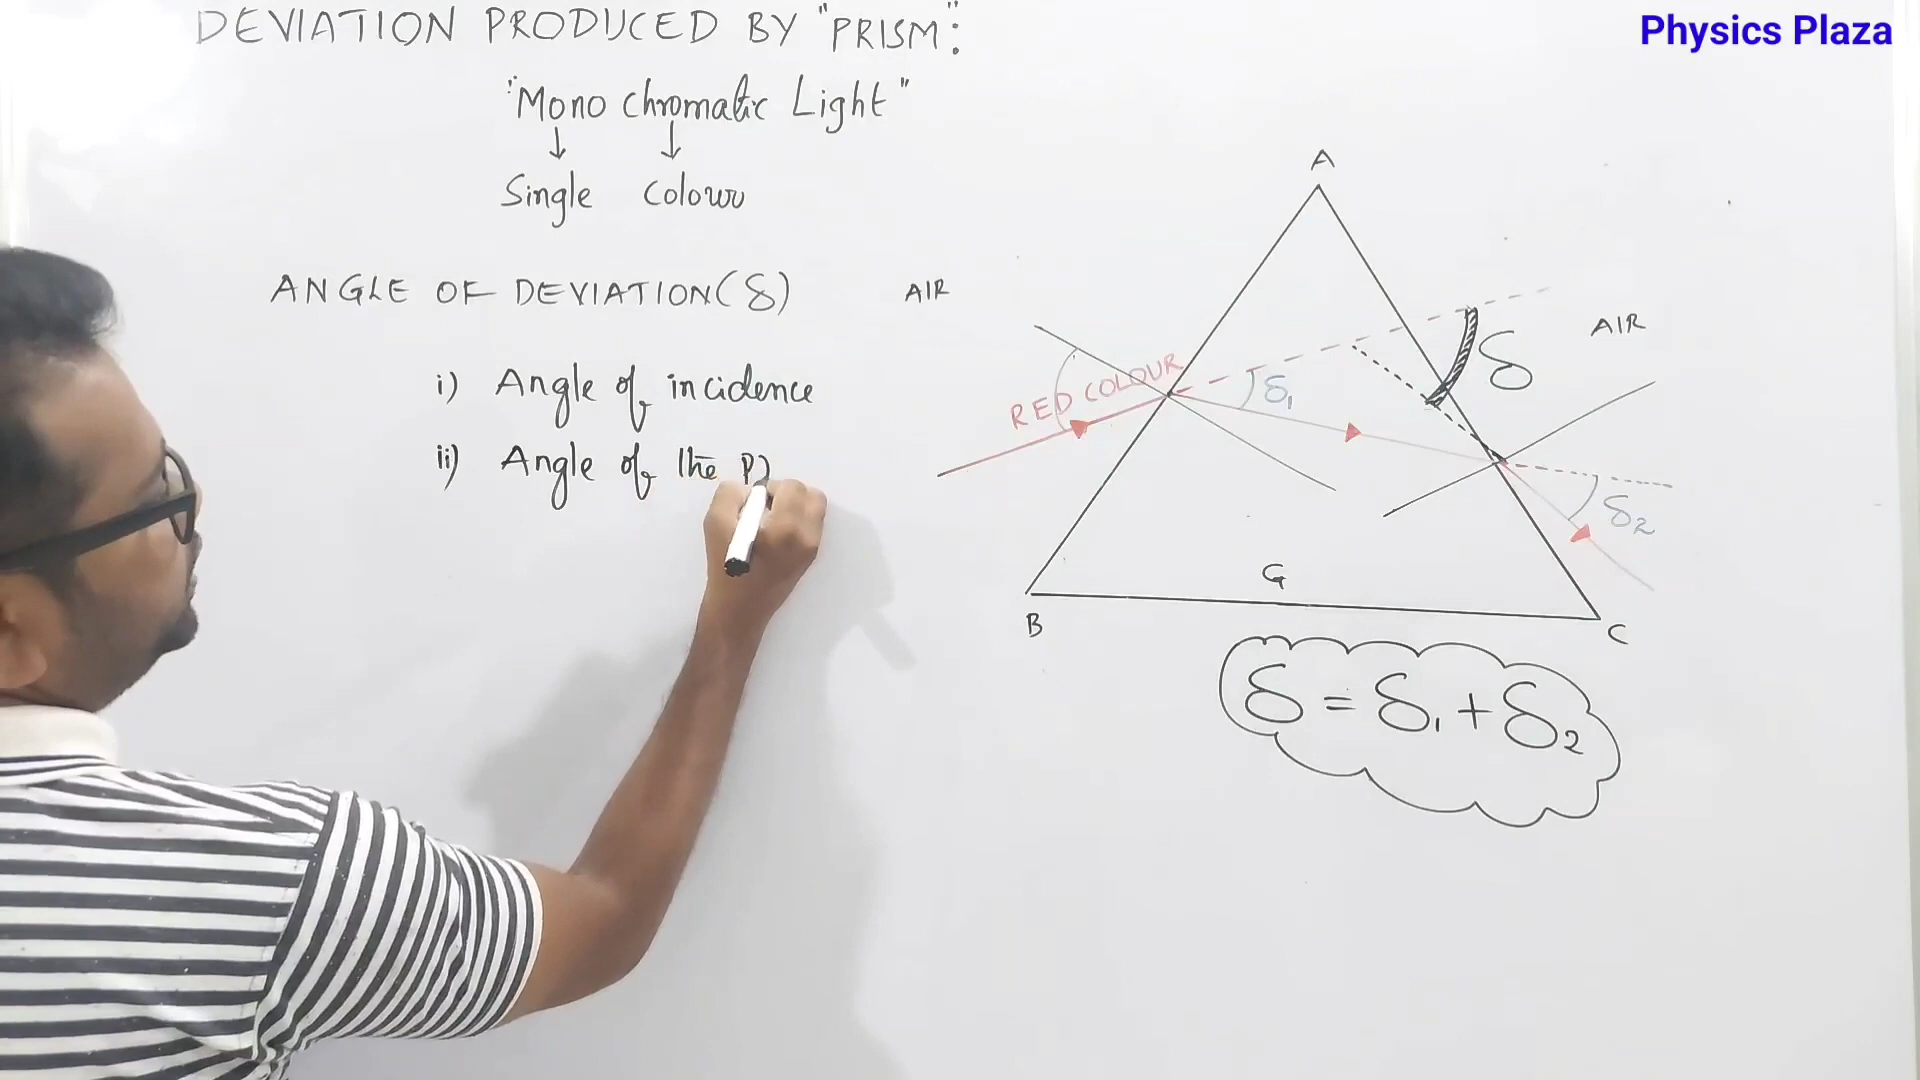 DEVIATION PRODUCED BY "PRISM":
Physics Plaza
"Mono chromatic Light"
Single colour
ANGLE OF DEVIATION (δ)
i) Angle of incidence
ii) Angle of the
A
AIR
AIR
RED COLOUR
δ
δ₁
δ₂
G
B
C
δ = δ₁ + δ₂